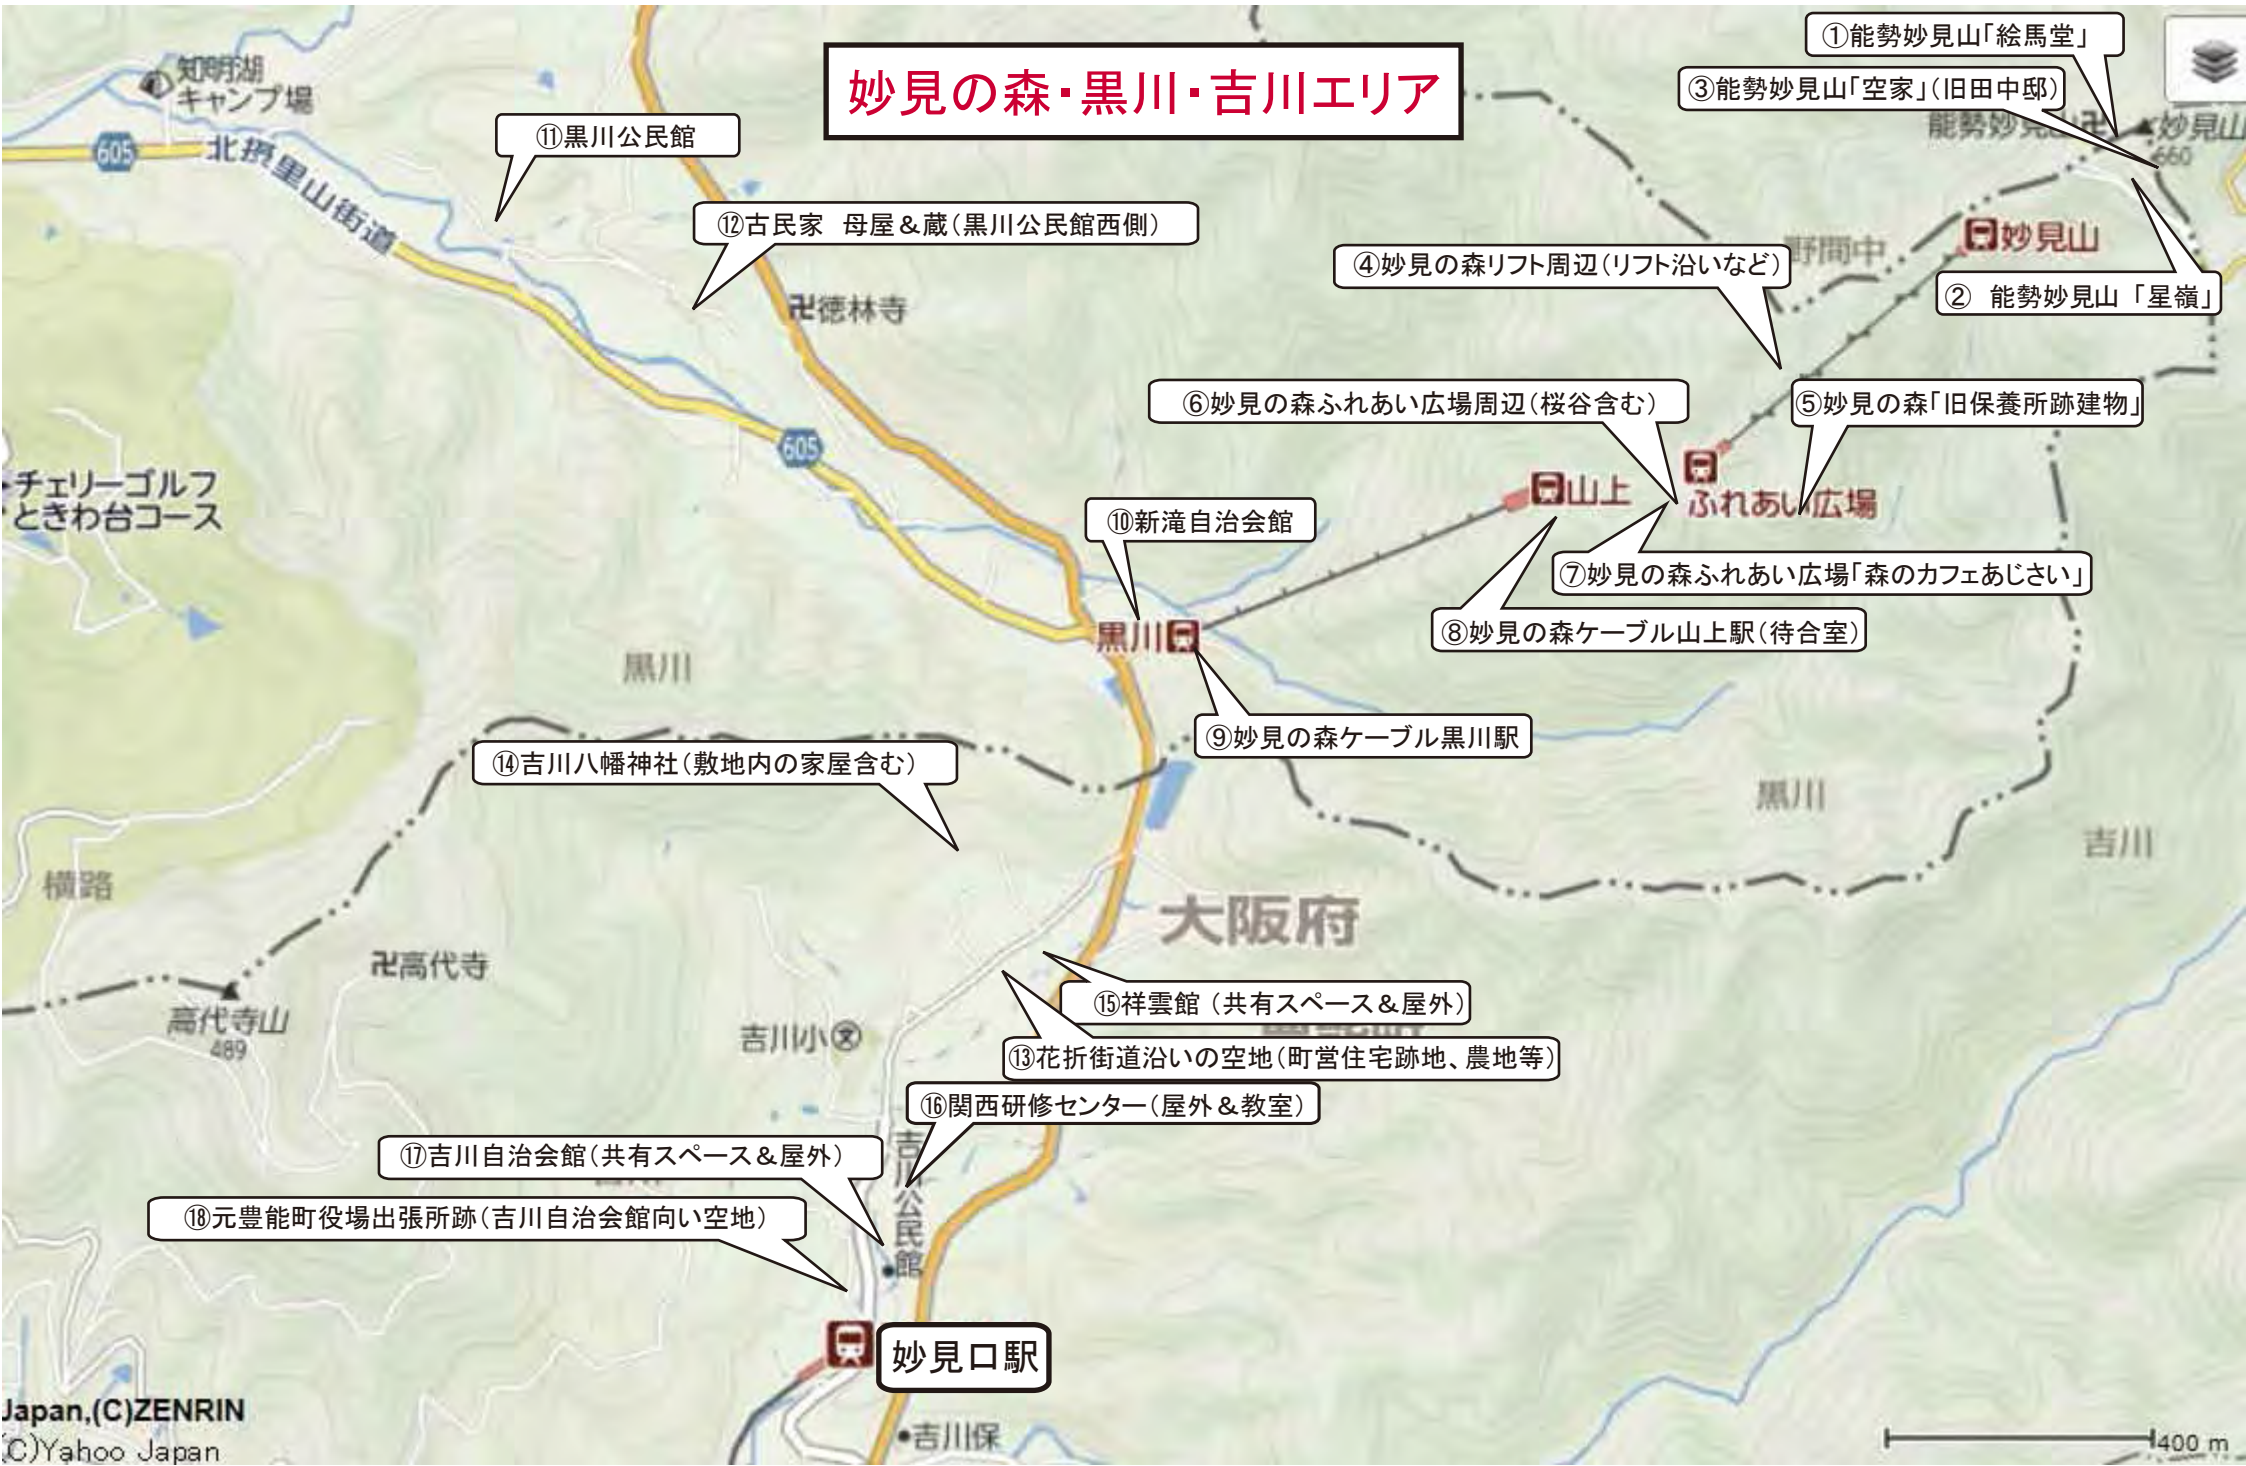 妙見の森・黒川・吉川エリア
①能勢妙見山「絵馬堂」
③能勢妙見山「空家」(旧田中邸)
能勢妙見山卍
妙見山
660
知明湖
キャンプ場
⑪黒川公民館
605
北摂里山街道
⑫古民家 母屋&蔵(黒川公民館西側)
妙見山
野間中
④妙見の森リフト周辺(リフト沿いなど)
② 能勢妙見山 「星嶺」
卍徳林寺
⑥妙見の森ふれあい広場周辺(桜谷含む)
⑤妙見の森「旧保養所跡建物」
605
チェリーゴルフ
ときわ台コース
山上
ふれあい広場
⑩新滝自治会館
⑦妙見の森ふれあい広場「森のカフェあじさい」
⑧妙見の森ケーブル山上駅(待合室)
黒川
黒川
⑨妙見の森ケーブル黒川駅
⑭吉川八幡神社(敷地内の家屋含む)
黒川
吉川
横路
大阪府
卍高代寺
高代寺山
489
⑮祥雲館 (共有スペース&屋外)
吉川小
文
⑬花折街道沿いの空地(町営住宅跡地、農地等)
⑯関西研修センター(屋外&教室)
⑰吉川自治会館(共有スペース&屋外)
吉川公民館
⑱元豊能町役場出張所跡(吉川自治会館向い空地)
妙見口駅
吉川保
Japan,(C)ZENRIN
(C)Yahoo Japan
400 m